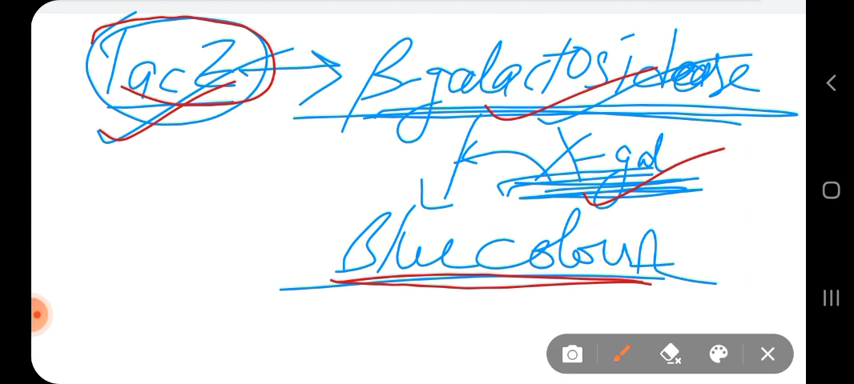 lacZ → β-galactosidase
X-gal
Blue colour